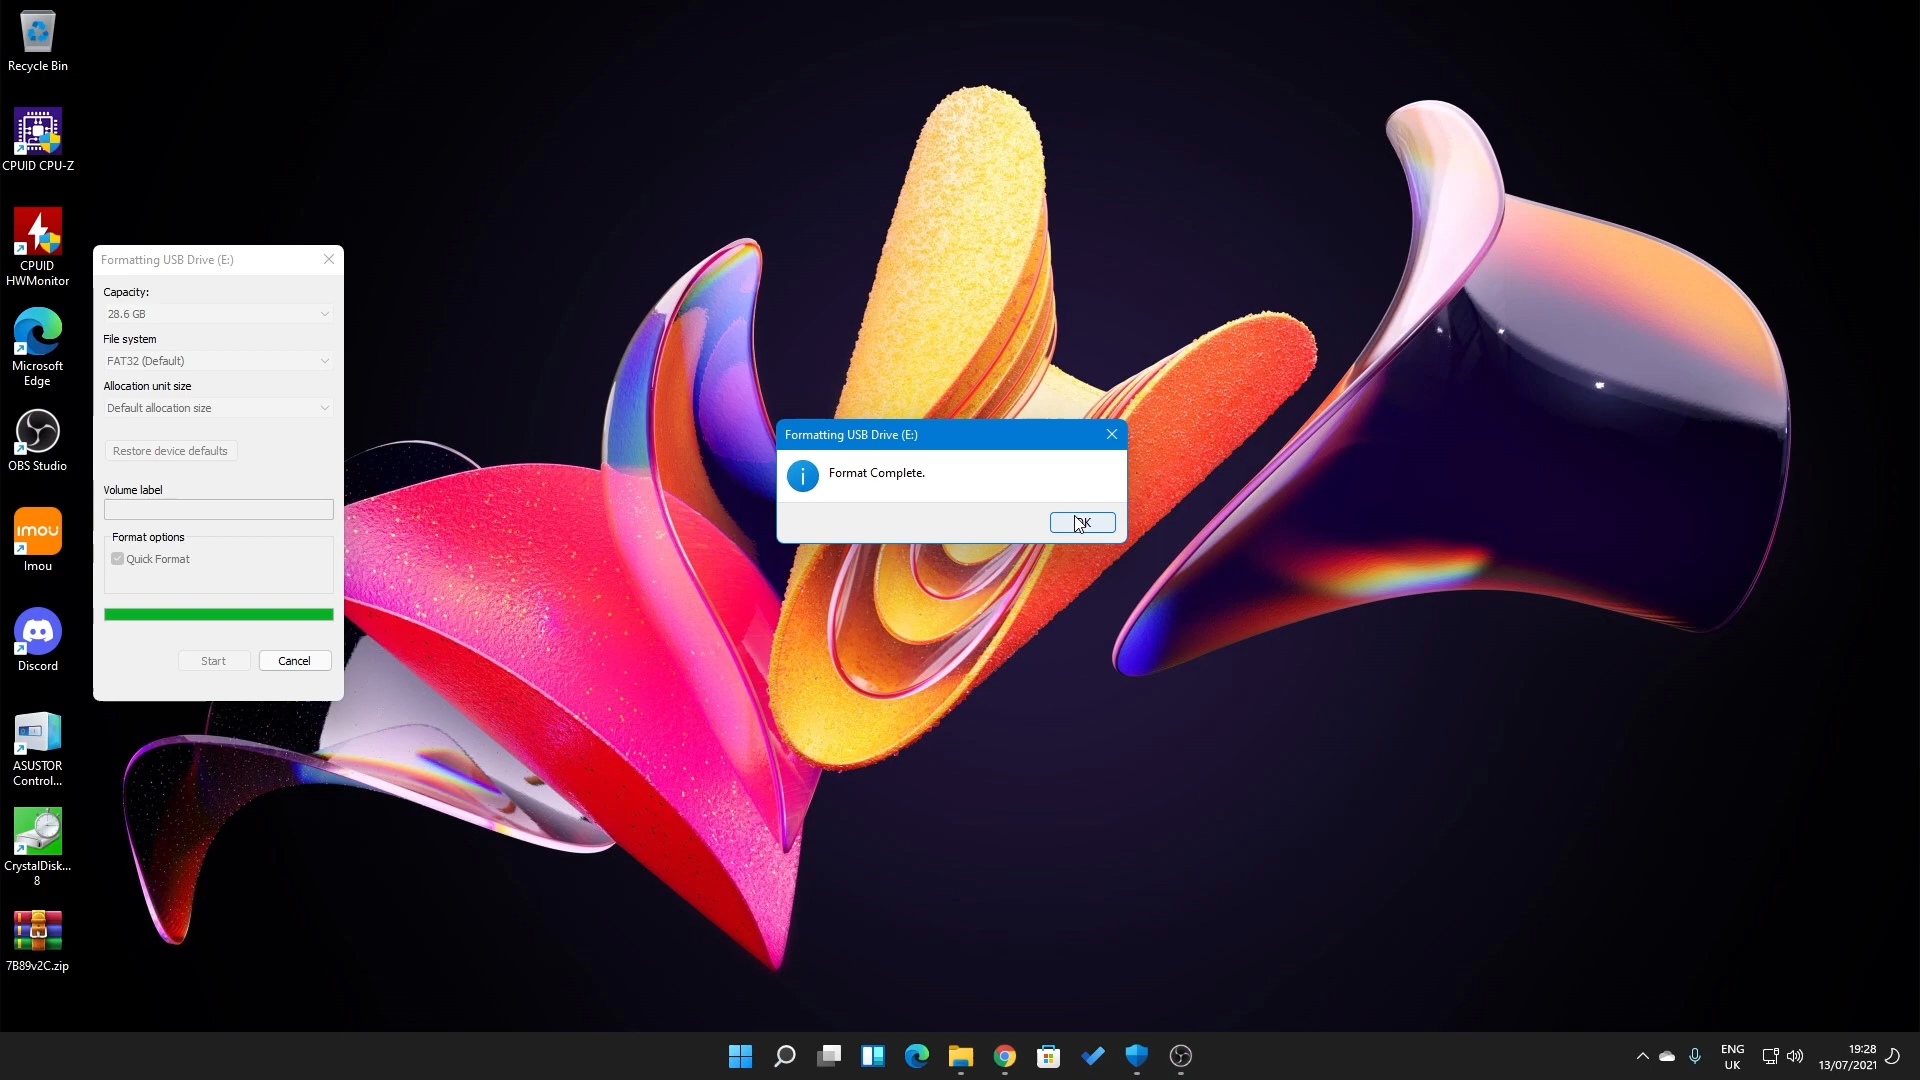 Recycle Bin
CPUID CPU-Z
CPUID
HWMonitor
Microsoft
Edge
OBS Studio
imou
Imou
Discord
ASUSTOR
Control...
CrystalDisk...
8
7B89v2C.zip
Formatting USB Drive (E:)
Capacity:
28.6 GB
File system
FAT32 (Default)
Allocation unit size
Default allocation size
Restore device defaults
Volume label
Format options
Quick Format
Start
Cancel
Formatting USB Drive (E:)
Format Complete.
OK
ENG
UK
19:28
13/07/2021